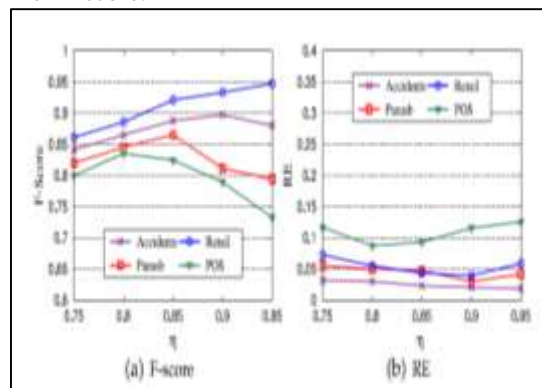 1
0.95
0.9
0.85
0.8
0.75
0.7
0.65
0.6
F-Score
Accidents
Retail
Pumsb
POS
0.75 0.8 0.85 0.9 0.95
η
(a) F-score
0.4
0.35
0.3
0.25
0.2
0.15
0.1
0.05
0
RE
Accidents
Retail
Pumsb
POS
0.75 0.8 0.85 0.9 0.95
η
(b) RE